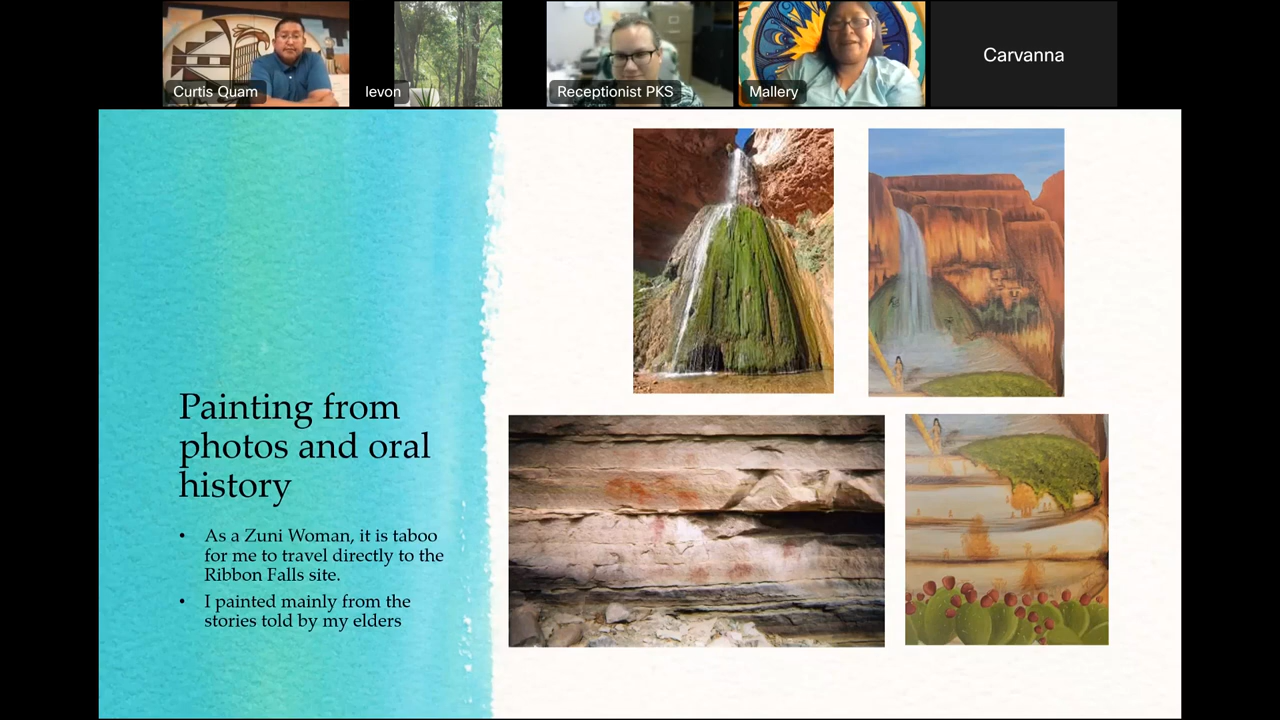 Curtis Quam
levon
Receptionist PKS
Mallery
Carvanna
Painting from
photos and oral
history
• As a Zuni Woman, it is taboo
for me to travel directly to the
Ribbon Falls site.
• I painted mainly from the
stories told by my elders